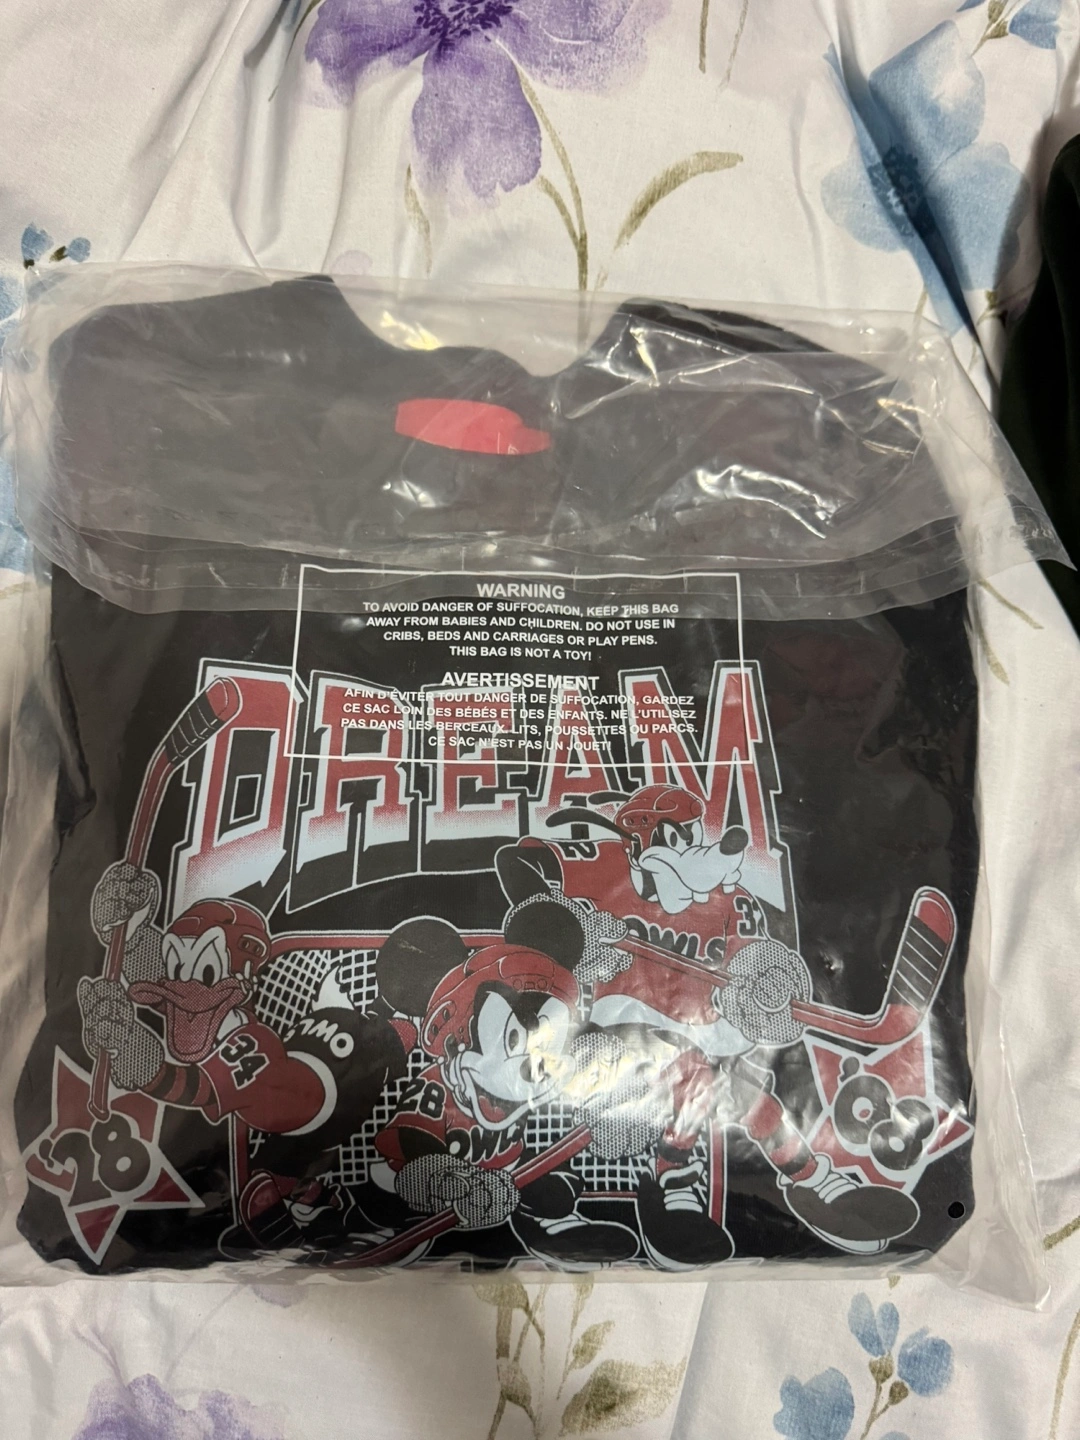 WARNING
TO AVOID DANGER OF SUFFOCATION, KEEP THIS BAG
AWAY FROM BABIES AND CHILDREN. DO NOT USE IN
CRIBS, BEDS AND CARRIAGES OR PLAY PENS.
THIS BAG IS NOT A TOY!
AVERTISSEMENT
AFIN D'ÉVITER TOUT DANGER DE SUFFOCATION, GARDEZ
CE SAC LOIN DES BÉBÉS ET DES ENFANTS. NE L'UTILISEZ
PAS DANS LES BERCEAUX, LITS, POUSSETTES OU PARCS.
CE SAC N'EST PAS UN JOUET!
DREAM
OWLS
34
28
OWL
'28
'08